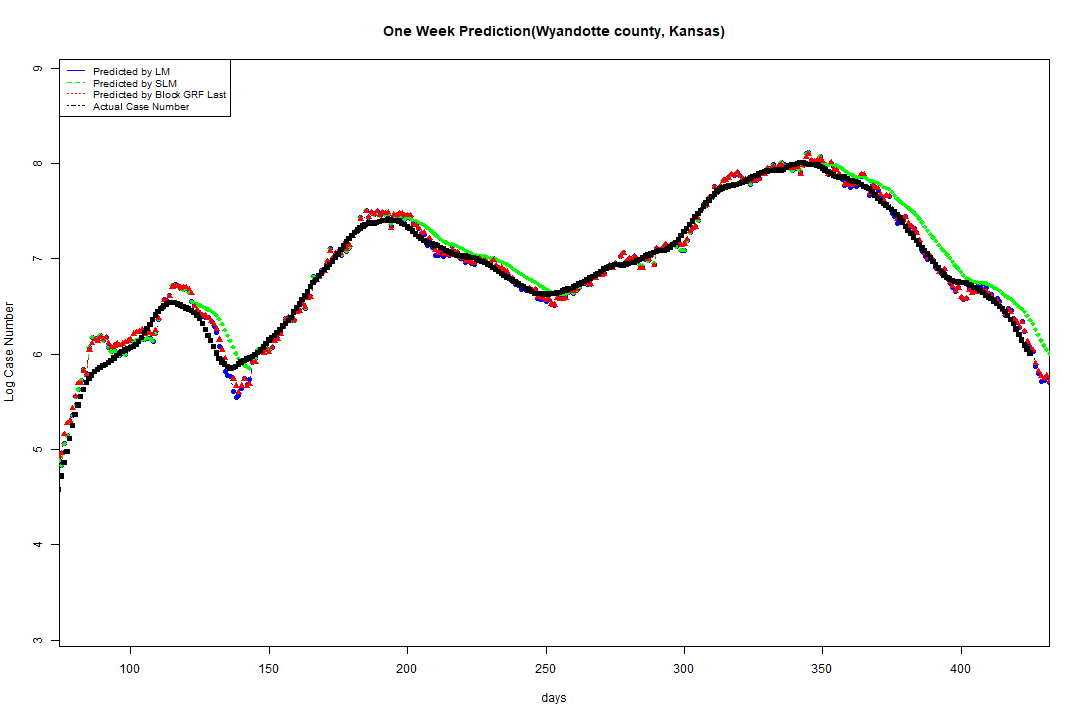 One Week Prediction(Wyandotte county, Kansas)
Predicted by LM
Predicted by SLM
Predicted by Block GRF Last
Actual Case Number
9
8
7
6
5
4
3
Log Case Number
100 150 200 250 300 350 400
days